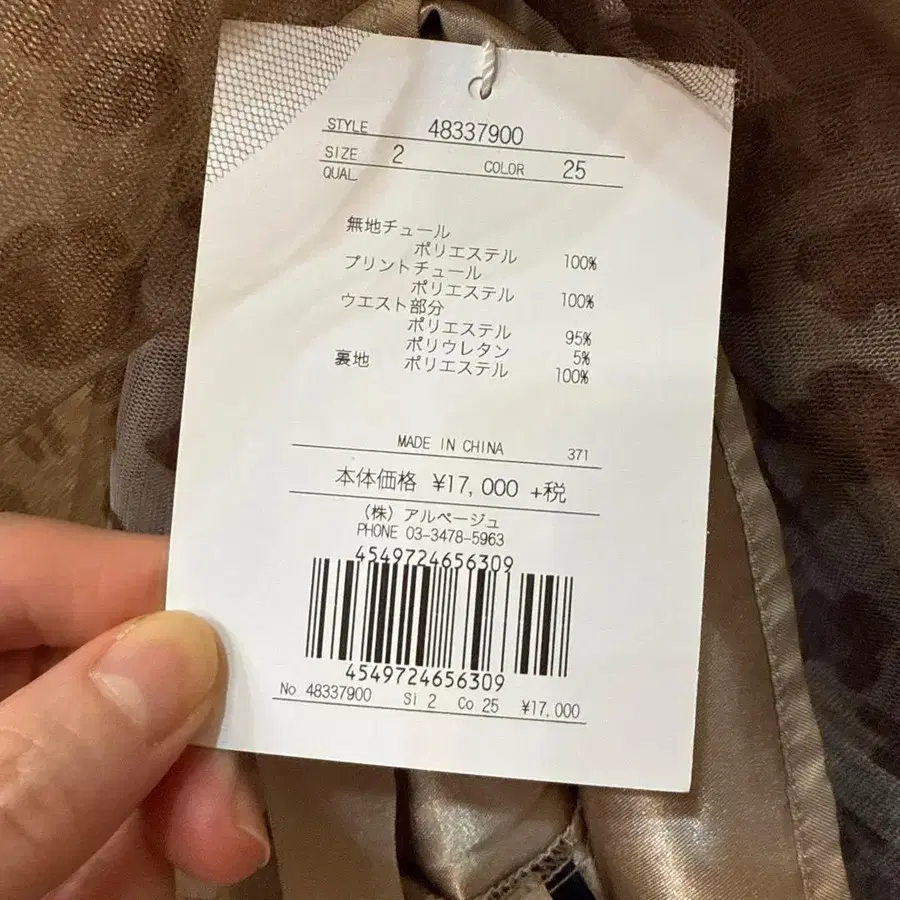 STYLE 48337900
SIZE 2 COLOR 25
QUAL.
無地チュール
ポリエステル 100%
プリントチュール
ポリエステル 100%
ウエスト部分
ポリエステル 95%
ポリウレタン 5%
裏地 ポリエステル 100%
MADE IN CHINA 371
本体価格 ¥17,000 +税
(株) アルページュ
PHONE 03-3478-5963
4549724656309
4549724656309
No 48337900 Si 2 Co 25 ¥17,000